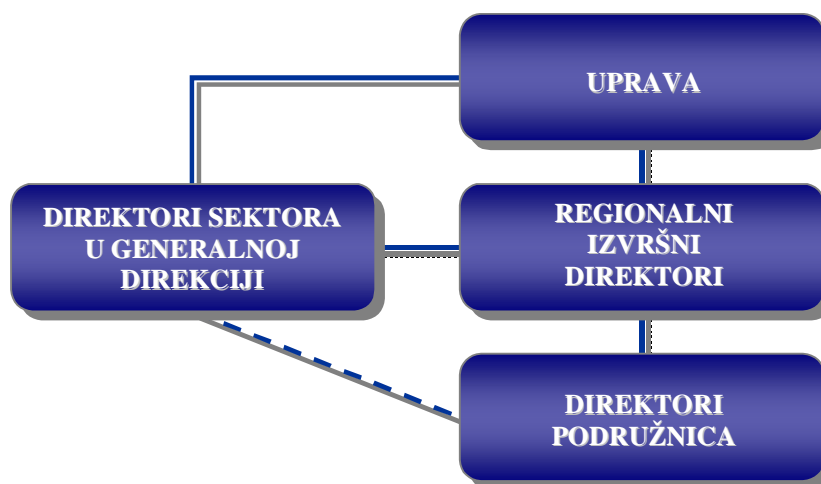 UPRAVA
DIREKTORI SEKTORA
U GENERALNOJ
DIREKCIJI
REGIONALNI
IZVRŠNI
DIREKTORI
DIREKTORI
PODRUŽNICA